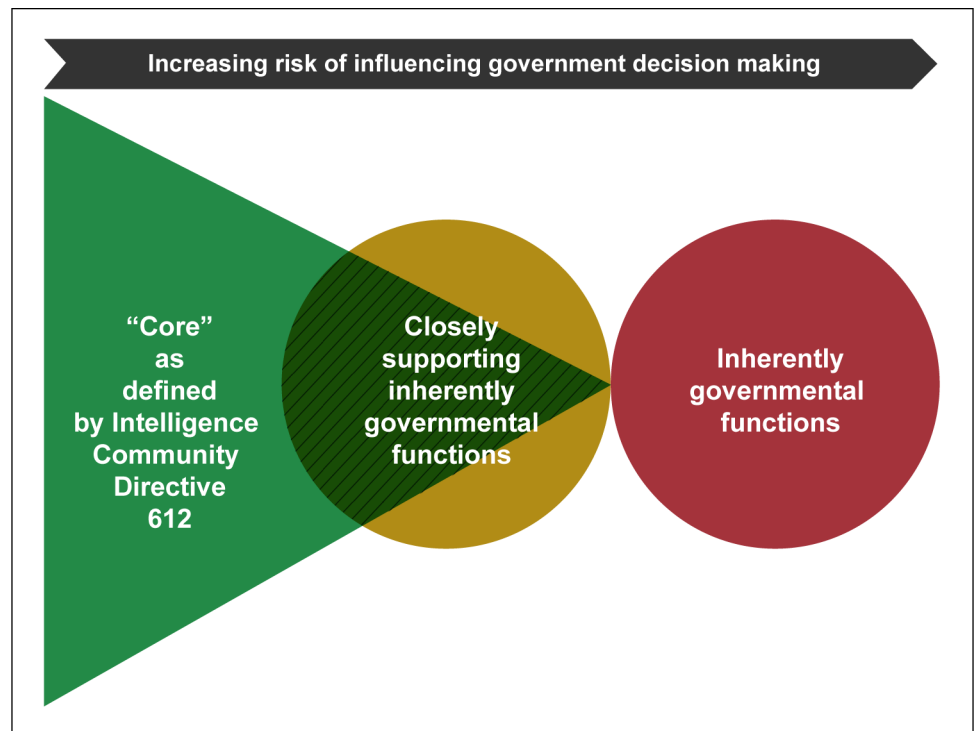 Increasing risk of influencing government decision making
“Core”
as
defined
by Intelligence
Community
Directive
612
Closely
supporting
inherently
governmental
functions
Inherently
governmental
functions